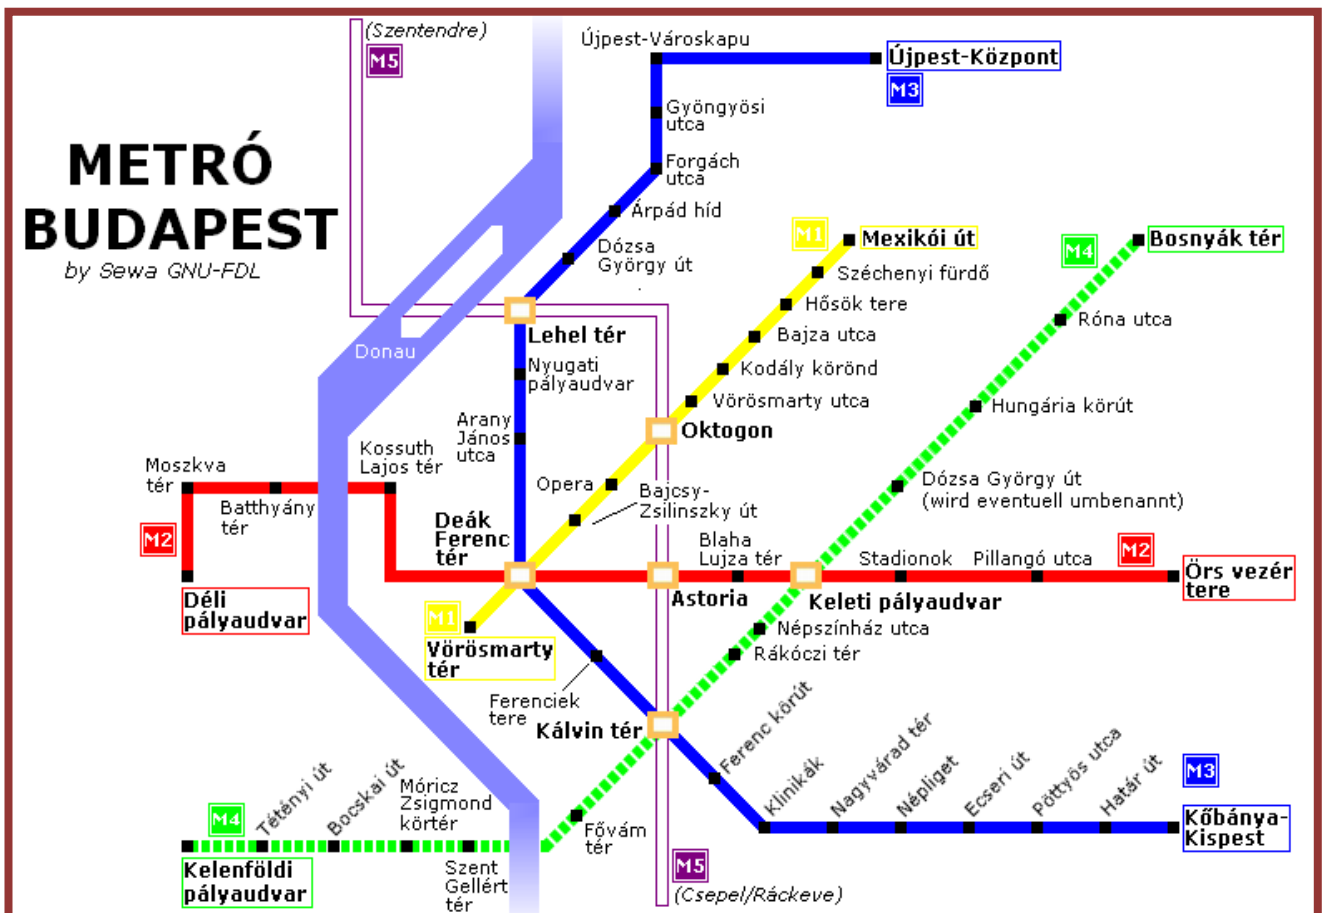 (Szentendre)
M5
Újpest-Városkapu
Újpest-Központ
M3
Gyöngyösi
utca
METRÓ
BUDAPEST
by Sewa GNU-FDL
Forgách
utca
Árpád híd
Dózsa
György út
M1
Mexikói út
M4
Bosnyák tér
Széchenyi fürdő
Hősök tere
Róna utca
Lehel tér
Bajza utca
Donau
Nyugati
pályaudvar
Kodály körönd
Vörösmarty utca
Hungária körút
Arany
János
utca
Oktogon
Kossuth
Lajos tér
Moszkva
tér
Batthyány
tér
Opera
Bajcsy-
Zsilinszky út
Dózsa György út
(wird eventuell umbenannt)
M2
Deák
Ferenc
tér
Blaha
Lujza tér
Stadionok
Pillangó utca
M2
Örs vezér
tere
Déli
pályaudvar
Astoria
Keleti pályaudvar
M1
Vörösmarty
tér
Népszínház utca
Rákóczi tér
Ferenciek
tere
Kálvin tér
Ferenc körút
Klinikák
Nagyvárad tér
Népliget
Ecseri út
Pöttyös utca
Határ út
M3
Kőbánya-
Kispest
M4
Tétényi út
Bocskai út
Móricz
Zsigmond
körtér
Fővám
tér
Kelenföldi
pályaudvar
Szent
Gellért
tér
M5
(Csepel/Ráckeve)